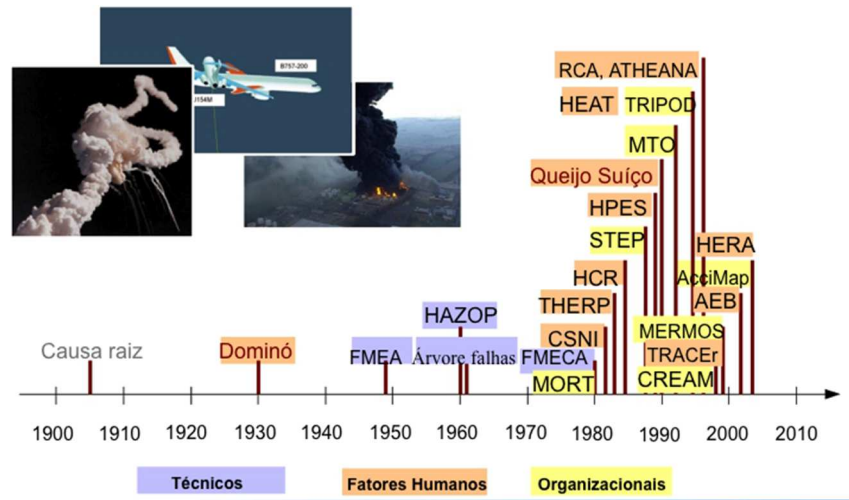 B757-200
J154M
RCA, ATHEANA
HEAT
TRIPOD
MTO
Queijo Suíço
HPES
STEP
HERA
HCR
AcciMap
THERP
AEB
HAZOP
CSNI
MERMOS
Causa raiz
Dominó
FMEA
Árvore falhas
FMECA
TRACEr
MORT
CREAM
1900 1910 1920 1930 1940 1950 1960 1970 1980 1990 2000 2010
Técnicos
Fatores Humanos
Organizacionais